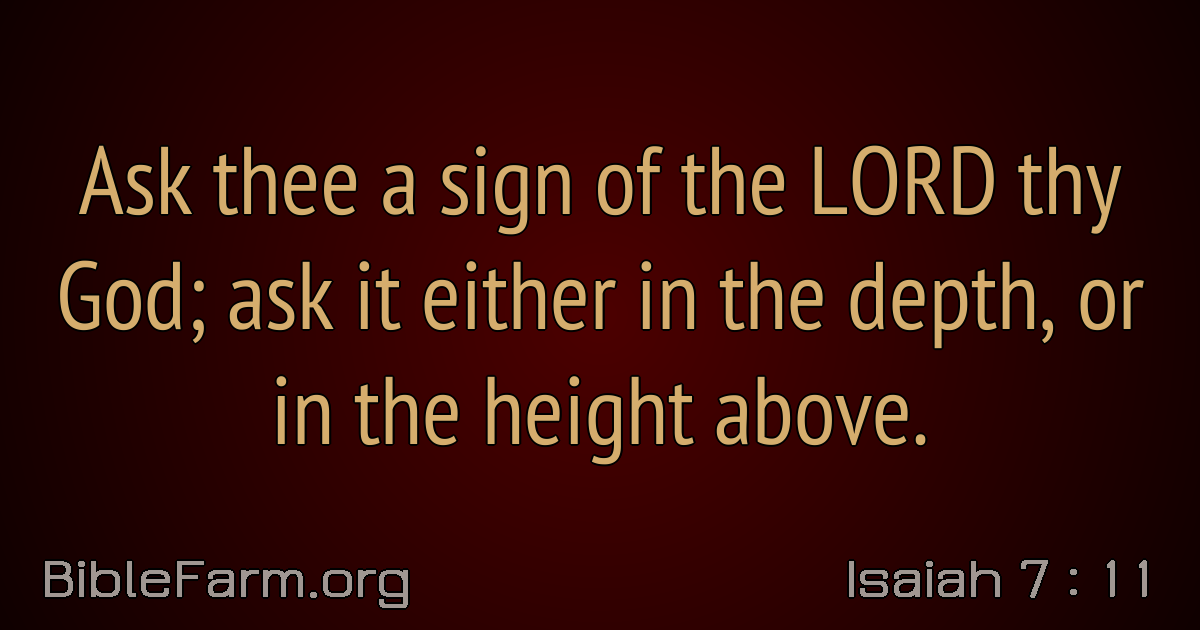 Ask thee a sign of the LORD thy
God; ask it either in the depth, or
in the height above.
BibleFarm.org
Isaiah 7 : 11